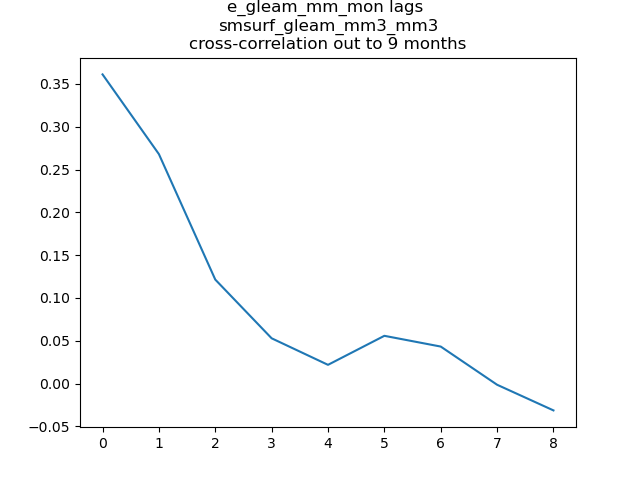 e_gleam_mm_mon lags
smsurf_gleam_mm3_mm3
cross-correlation out to 9 months
0.35
0.30
0.25
0.20
0.15
0.10
0.05
0.00
−0.05
0 1 2 3 4 5 6 7 8